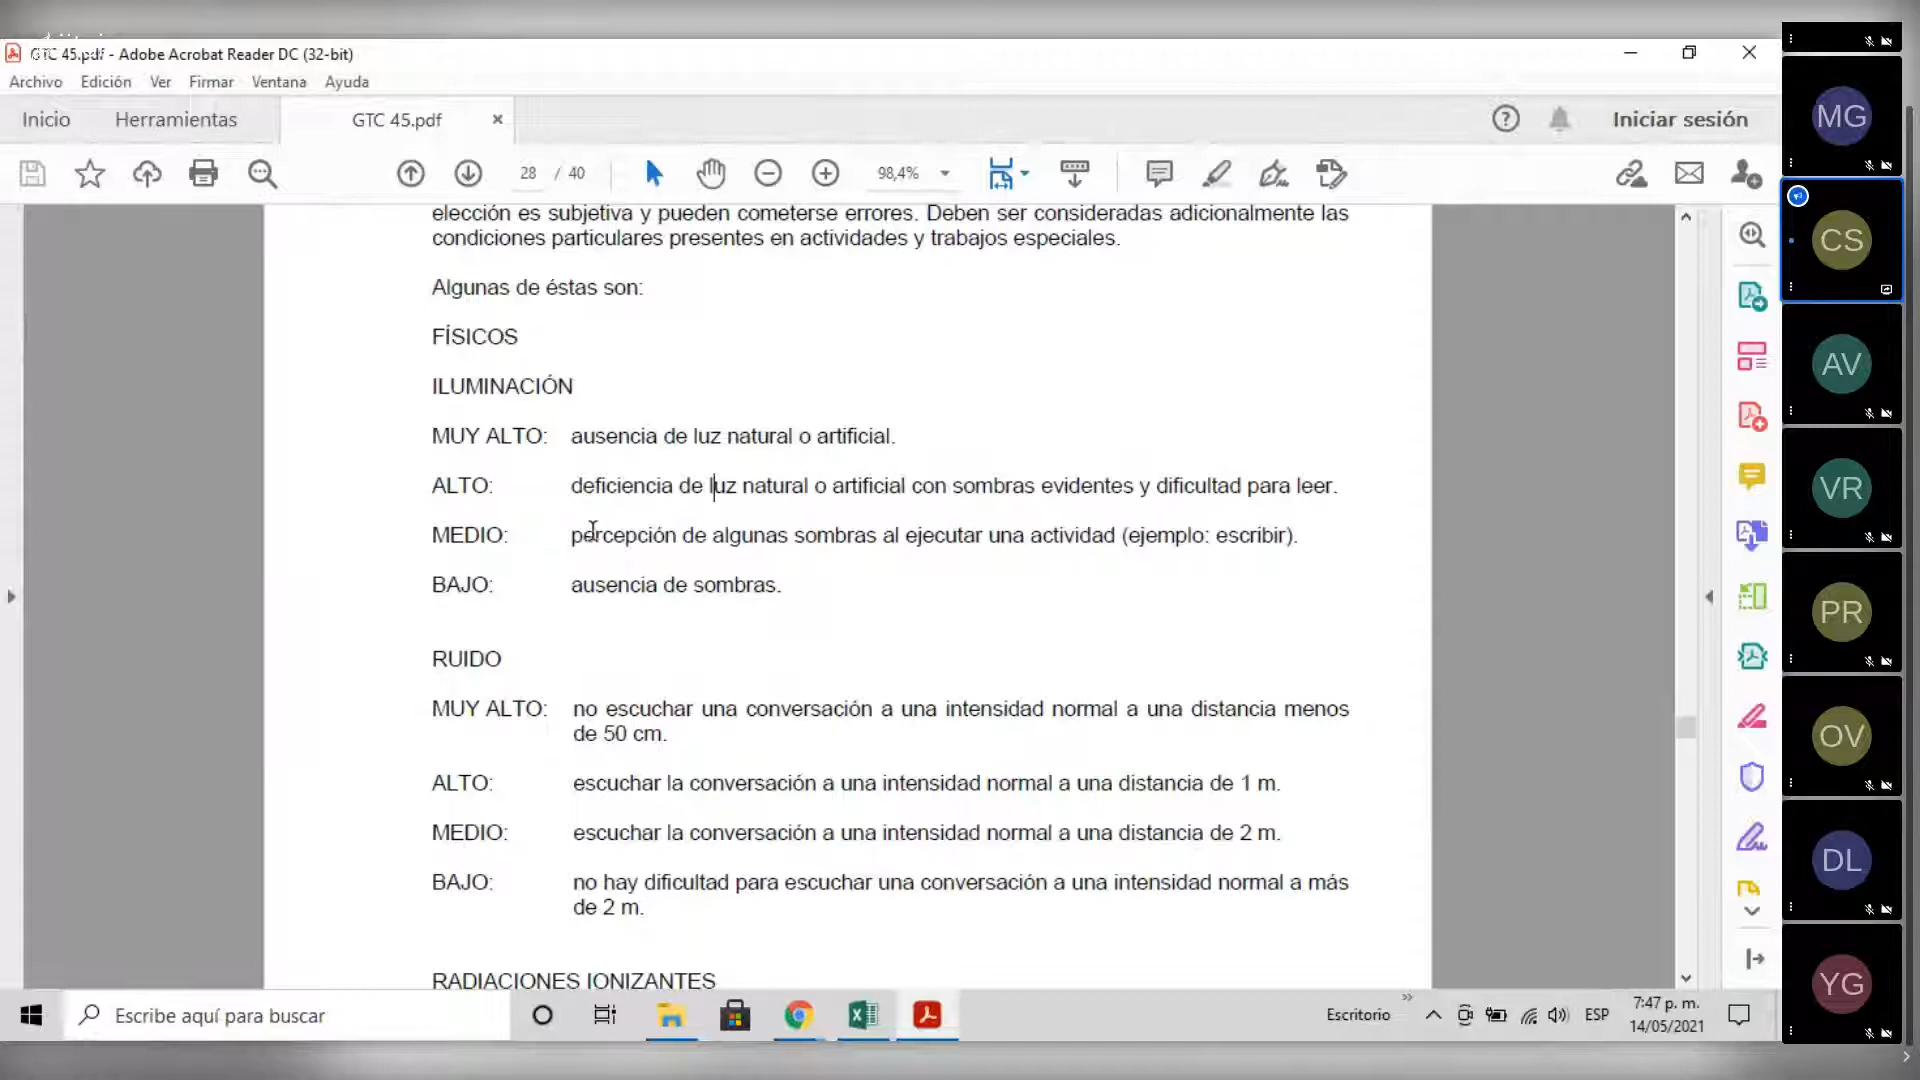 GTC 45.pdf - Adobe Acrobat Reader DC (32-bit)
Archivo Edición Ver Firmar Ventana Ayuda
Inicio Herramientas GTC 45.pdf Iniciar sesión
28 / 40 98,4%
elección es subjetiva y pueden cometerse errores. Deben ser consideradas adicionalmente las
condiciones particulares presentes en actividades y trabajos especiales.
Algunas de éstas son:
FÍSICOS
ILUMINACIÓN
MUY ALTO: ausencia de luz natural o artificial.
ALTO: deficiencia de luz natural o artificial con sombras evidentes y dificultad para leer.
MEDIO: percepción de algunas sombras al ejecutar una actividad (ejemplo: escribir).
BAJO: ausencia de sombras.
RUIDO
MUY ALTO: no escuchar una conversación a una intensidad normal a una distancia menos
de 50 cm.
ALTO: escuchar la conversación a una intensidad normal a una distancia de 1 m.
MEDIO: escuchar la conversación a una intensidad normal a una distancia de 2 m.
BAJO: no hay dificultad para escuchar una conversación a una intensidad normal a más
de 2 m.
RADIACIONES IONIZANTES
Escribe aquí para buscar
Escritorio
ESP
7:47 p. m.
14/05/2021
MG
CS
AV
VR
PR
OV
DL
YG